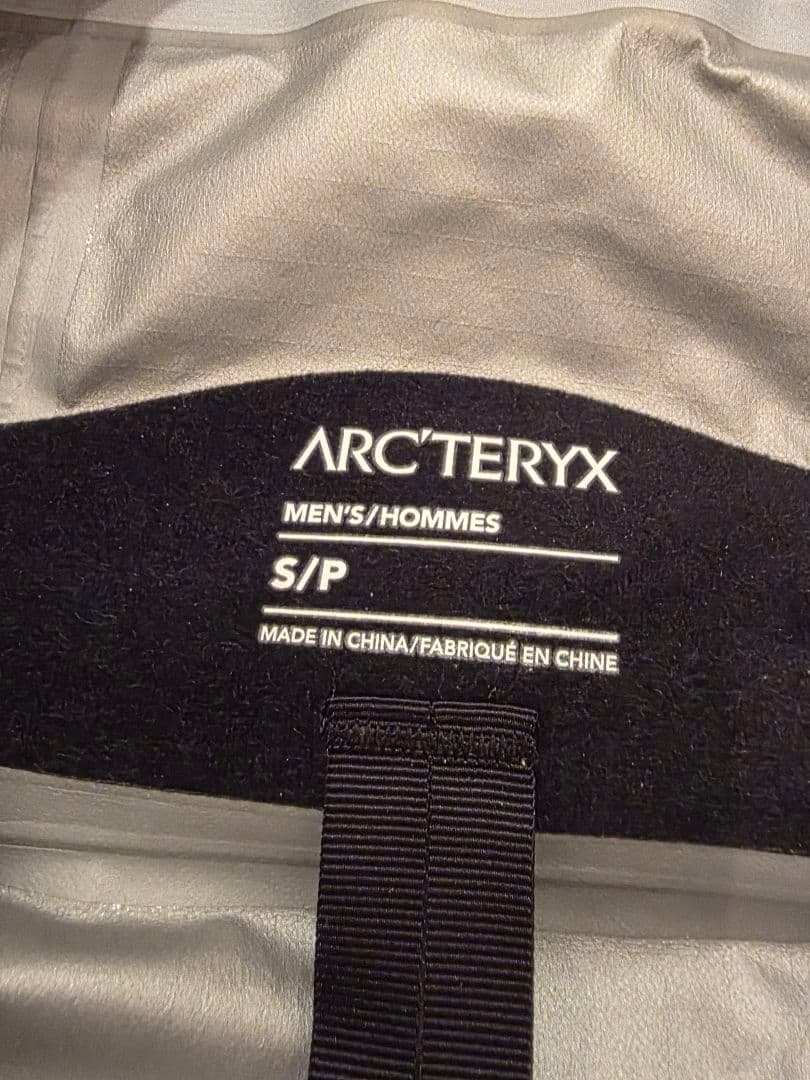 ARC'TERYX
MEN'S/HOMMES
S/P
MADE IN CHINA/FABRIQUÉ EN CHINE